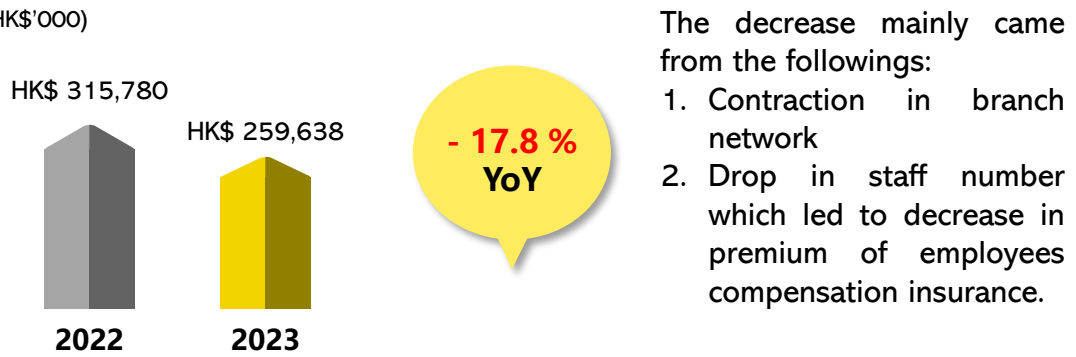 HK$'000)
HK$ 315,780
HK$ 259,638
2022
2023
- 17.8 %
YoY
The decrease mainly came
from the followings:
1. Contraction in branch
network
2. Drop in staff number
which led to decrease in
premium of employees
compensation insurance.